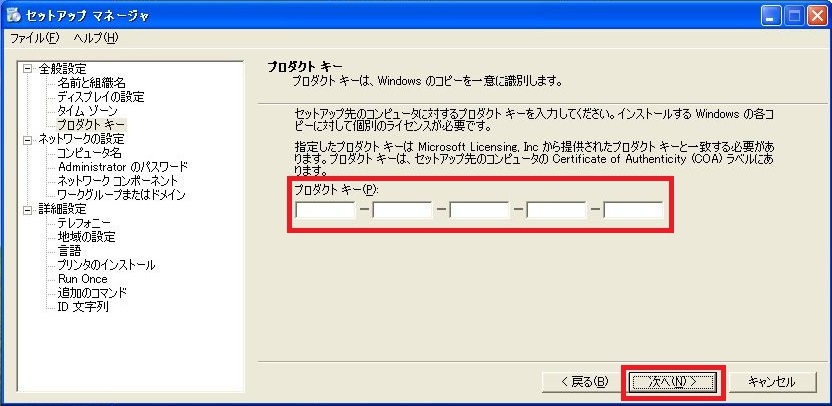 セットアップ マネージャ
ファイル(F) ヘルプ(H)
全般設定
名前と組織名
ディスプレイの設定
タイム ゾーン
プロダクト キー
ネットワークの設定
コンピュータ名
Administrator のパスワード
ネットワーク コンポーネント
ワークグループまたはドメイン
詳細設定
テレフォニー
地域の設定
言語
プリンタのインストール
Run Once
追加のコマンド
ID 文字列
プロダクト キー
プロダクト キーは、Windows のコピーを一意に識別します。
セットアップ先のコンピュータに対するプロダクト キーを入力してください。インストールする Windows の各コ
ピーに対して個別のライセンスが必要です。
指定したプロダクト キーは Microsoft Licensing, Inc から提供されたプロダクト キーと一致する必要があ
ります。プロダクト キーは、セットアップ先のコンピュータの Certificate of Authenticity (COA) ラベルにあ
ります。
プロダクト キー(P):
< 戻る(B) 次へ(N) > キャンセル